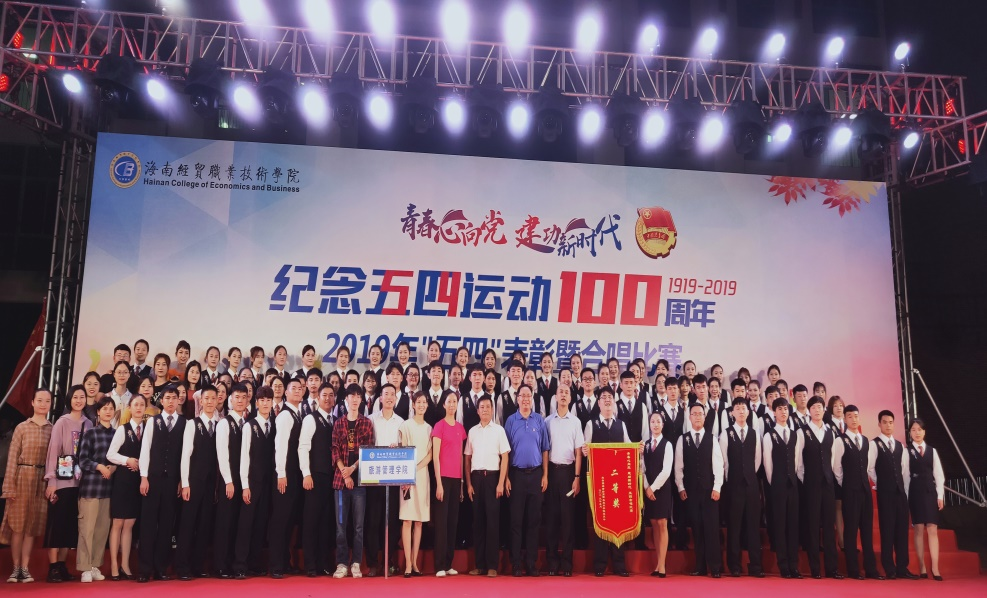 海南經貿職業技術學院
Hainan College of Economics and Business
青春心向党 建功新时代
纪念五四运动100周年
1919-2019
2019年"五四"表彰暨合唱比赛
旅游管理学院
二等奖